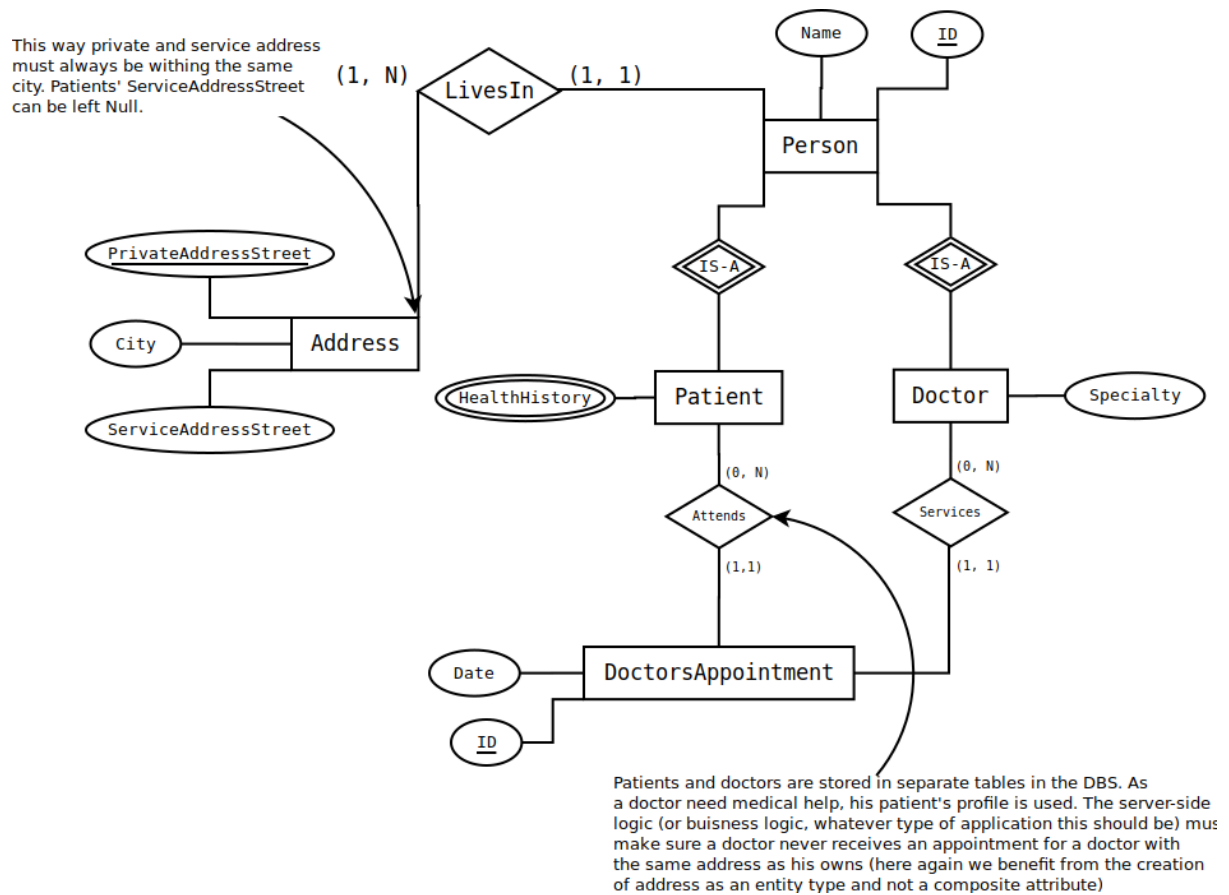 This way private and service address
must always be withing the same
city. Patients' ServiceAddressStreet
can be left Null.
(1, N)
LivesIn
(1, 1)
Name
ID
Person
PrivateAddressStreet
City
Address
ServiceAddressStreet
IS-A
IS-A
HealthHistory
Patient
Doctor
Specialty
(0, N)
(0, N)
Attends
Services
(1,1)
(1, 1)
Date
DoctorsAppointment
ID
Patients and doctors are stored in separate tables in the DBS. As
a doctor need medical help, his patient's profile is used. The server-side
logic (or buisness logic, whatever type of application this should be) mus
make sure a doctor never receives an appointment for a doctor with
the same address as his owns (here again we benefit from the creation
of address as an entity type and not a composite attribute)